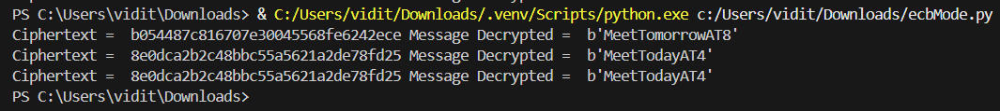 PS C:\Users\vidit\Downloads> & C:/Users/vidit/Downloads/.venv/Scripts/python.exe c:/Users/vidit/Downloads/ecbMode.py
Ciphertext =  b054487c816707e30045568fe6242ece Message Decrypted =  b'MeetTomorrowAT8'
Ciphertext =  8e0dca2b2c48bbc55a5621a2de78fd25 Message Decrypted =  b'MeetTodayAT4'
Ciphertext =  8e0dca2b2c48bbc55a5621a2de78fd25 Message Decrypted =  b'MeetTodayAT4'
PS C:\Users\vidit\Downloads>